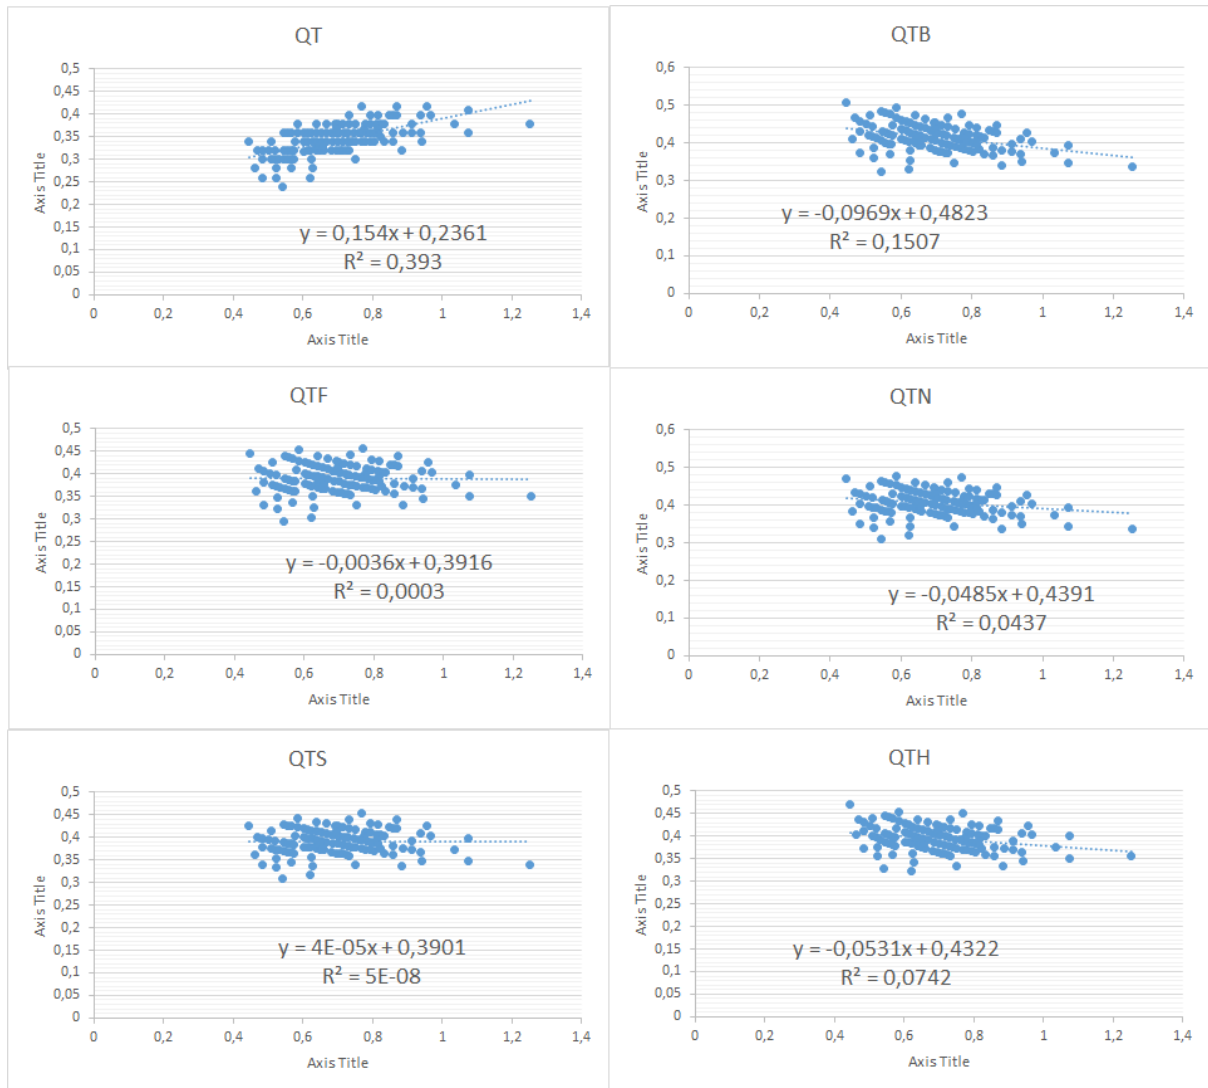 QT
0,5
0,45
0,4
0,35
0,3
0,25
0,2
0,15
0,1
0,05
0
Axis Title
y = 0,154x + 0,2361
R² = 0,393
0 0,2 0,4 0,6 0,8 1 1,2 1,4
Axis Title
QTB
0,6
0,5
0,4
0,3
0,2
0,1
0
Axis Title
y = -0,0969x + 0,4823
R² = 0,1507
0 0,2 0,4 0,6 0,8 1 1,2 1,4
Axis Title
QTF
0,5
0,45
0,4
0,35
0,3
0,25
0,2
0,15
0,1
0,05
0
Axis Title
y = -0,0036x + 0,3916
R² = 0,0003
0 0,2 0,4 0,6 0,8 1 1,2 1,4
Axis Title
QTN
0,6
0,5
0,4
0,3
0,2
0,1
0
Axis Title
y = -0,0485x + 0,4391
R² = 0,0437
0 0,2 0,4 0,6 0,8 1 1,2 1,4
Axis Title
QTS
0,5
0,45
0,4
0,35
0,3
0,25
0,2
0,15
0,1
0,05
0
Axis Title
y = 4E-05x + 0,3901
R² = 5E-08
0 0,2 0,4 0,6 0,8 1 1,2 1,4
Axis Title
QTH
0,5
0,45
0,4
0,35
0,3
0,25
0,2
0,15
0,1
0,05
0
Axis Title
y = -0,0531x + 0,4322
R² = 0,0742
0 0,2 0,4 0,6 0,8 1 1,2 1,4
Axis Title